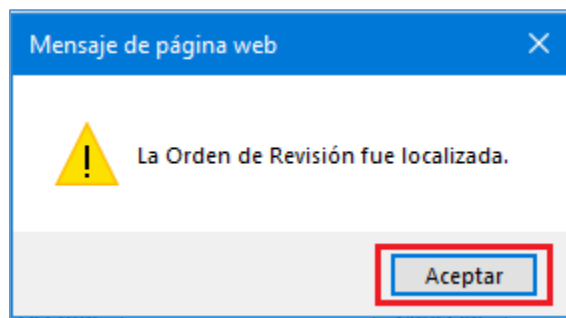 Mensaje de página web
La Orden de Revisión fue localizada.
Aceptar